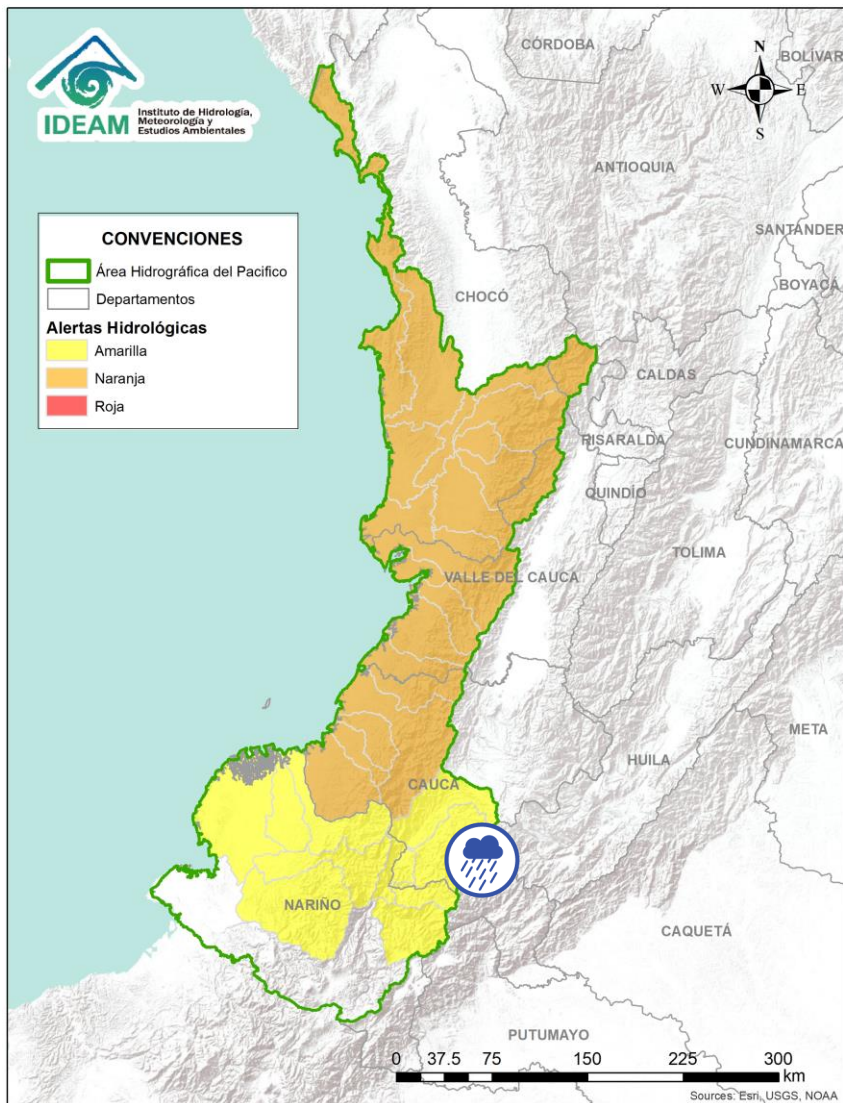 IDEAM
Instituto de Hidrología,
Meteorología y
Estudios Ambientales
CÓRDOBA
BOLÍVAR
N
W
E
S
ANTIOQUIA
SANTANDER
BOYACÁ
CONVENCIONES
Área Hidrográfica del Pacifico
Departamentos
Alertas Hidrológicas
Amarilla
Naranja
Roja
CHOCÓ
CALDAS
RISARALDA
CUNDINAMARCA
QUINDÍO
TOLIMA
VALLE DEL CAUCA
META
HUILA
CAUCA
NARIÑO
CAQUETÁ
PUTUMAYO
0 37.5 75 150 225 300
km
Sources: Esri, USGS, NOAA